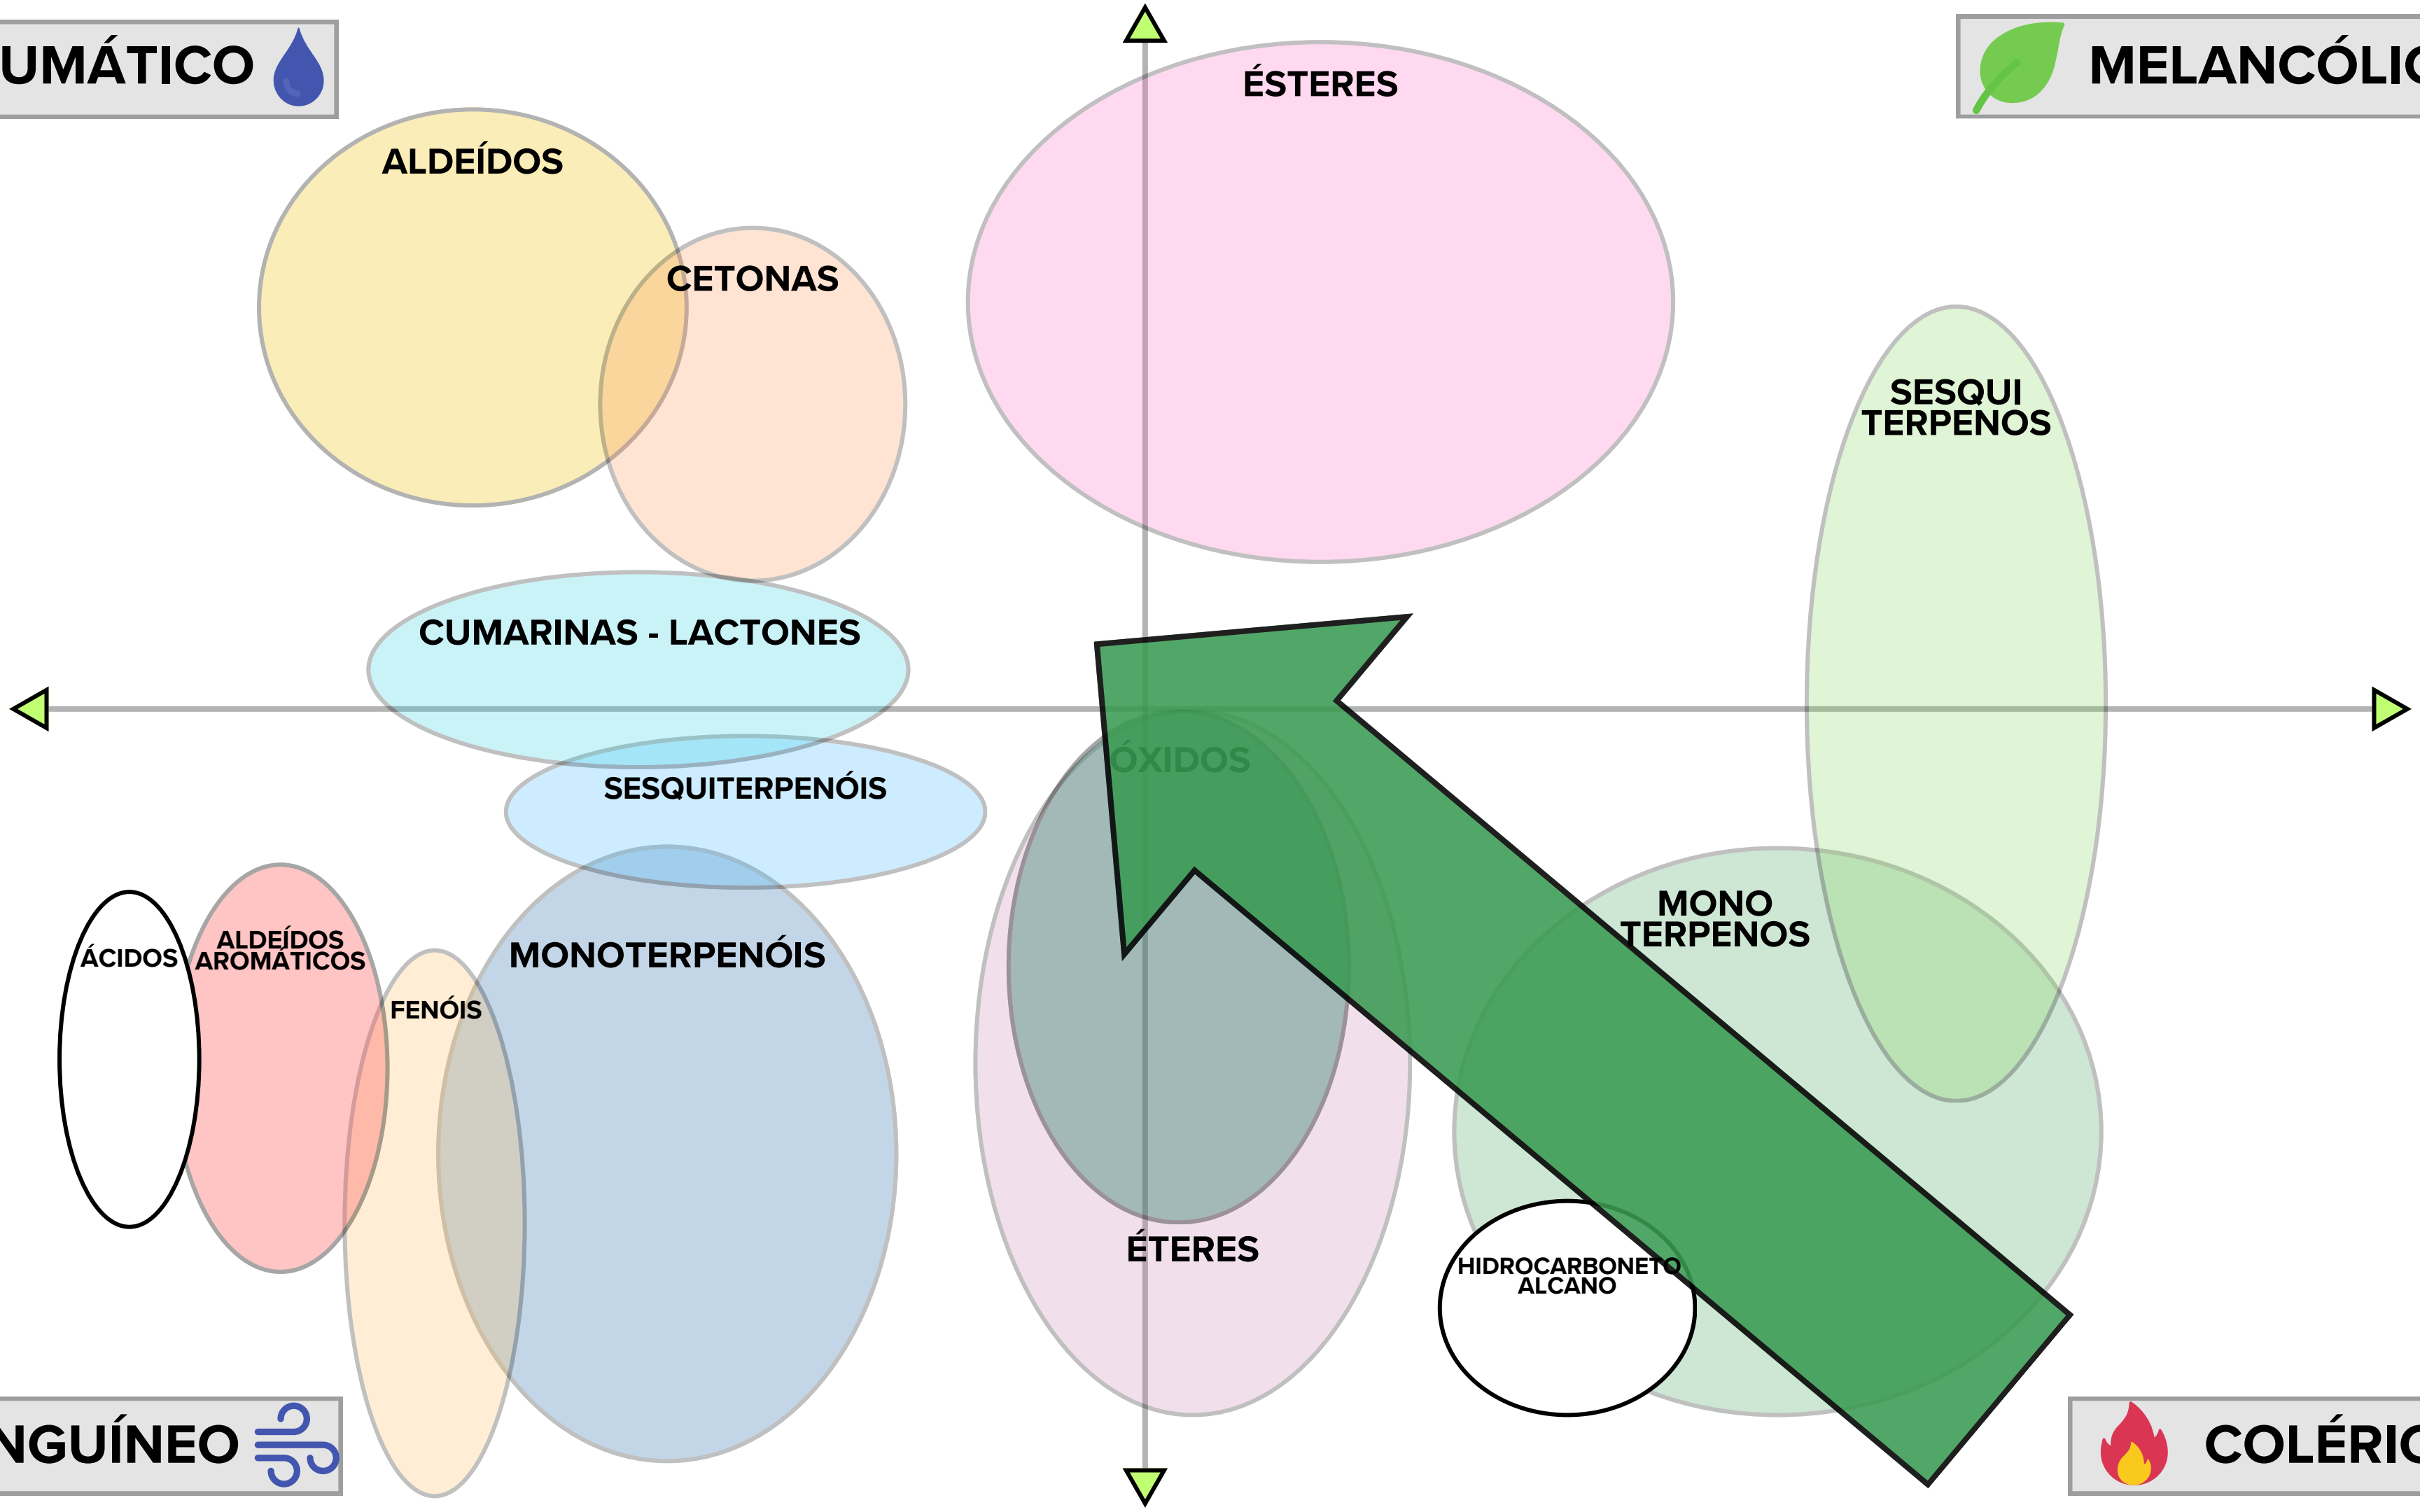 UMÁTICO
MELANCÓLIC
ÉSTERES
ALDEÍDOS
CETONAS
SESQUI
TERPENOS
CUMARINAS - LACTONES
ÓXIDOS
SESQUITERPENÓIS
MONO
TERPENOS
ALDEÍDOS
AROMÁTICOS
ÁCIDOS
MONOTERPENÓIS
FENÓIS
ÉTERES
HIDROCARBONETO
ALCANO
NGUÍNEO
COLÉRIC